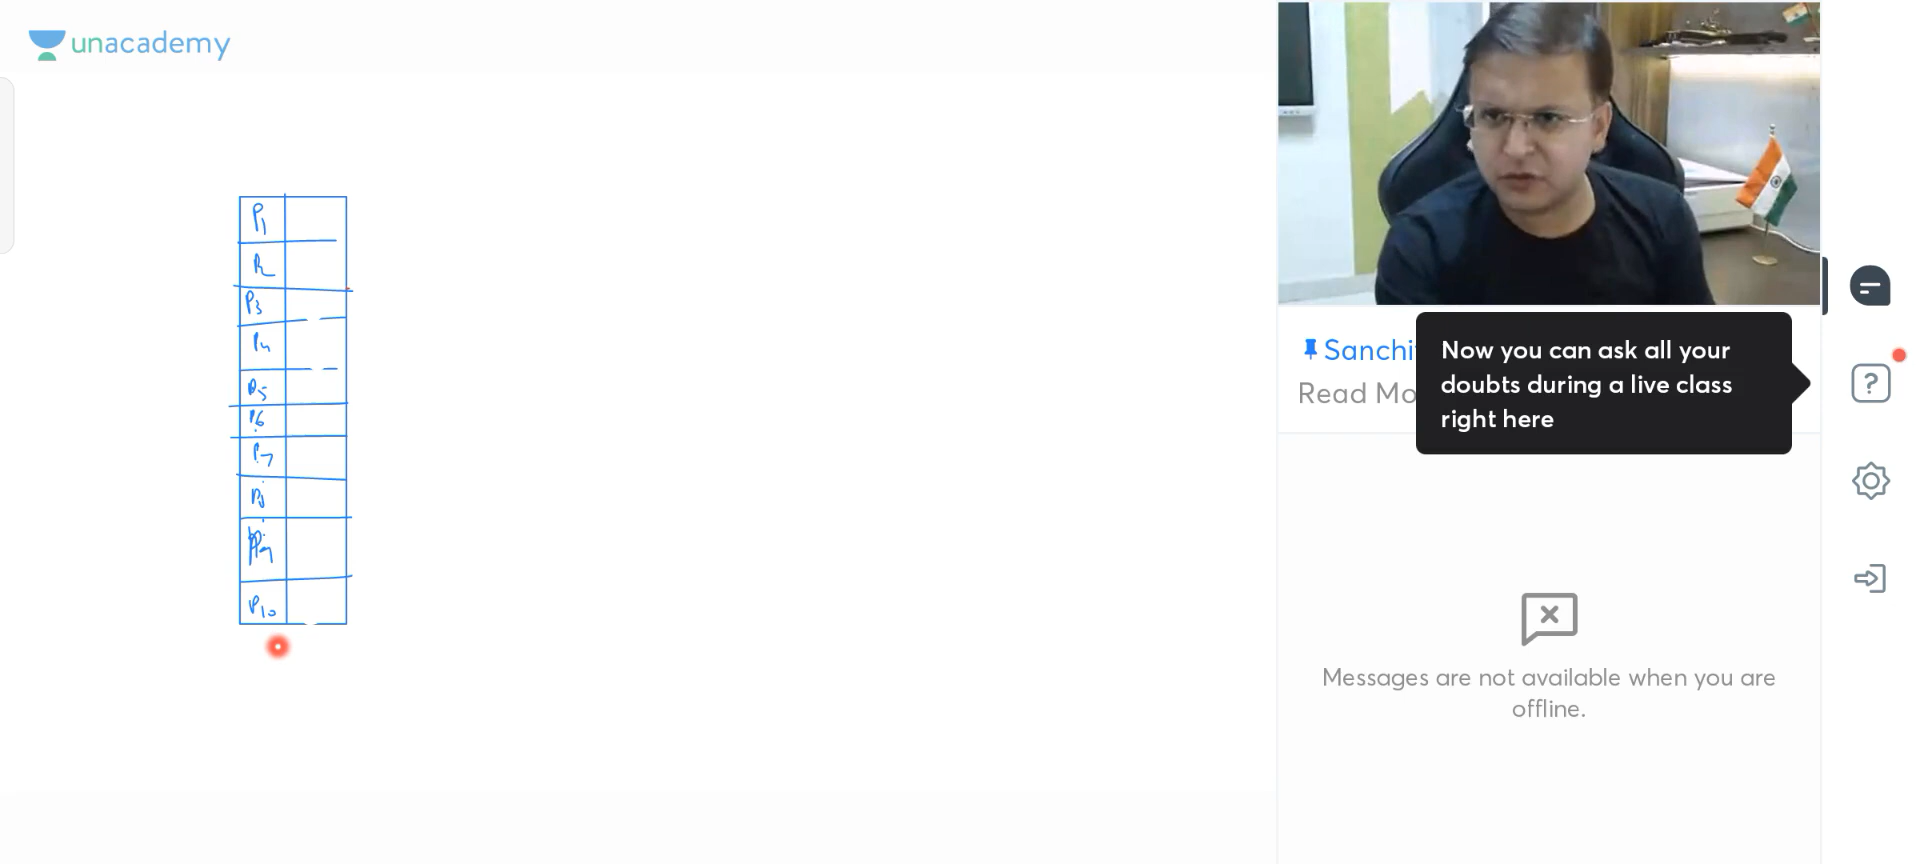 unacademy
P1
P2
P3
P4
P5
P6
P7
P8
P9
P10
Sanchi
Read Mo
Now you can ask all your
doubts during a live class
right here
?
Messages are not available when you are
offline.